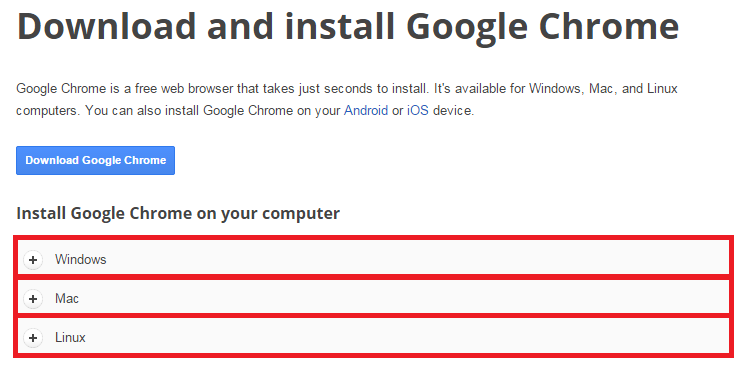 Download and install Google Chrome
Google Chrome is a free web browser that takes just seconds to install. It's available for Windows, Mac, and Linux
computers. You can also install Google Chrome on your Android or iOS device.
Download Google Chrome
Install Google Chrome on your computer
Windows
Mac
Linux